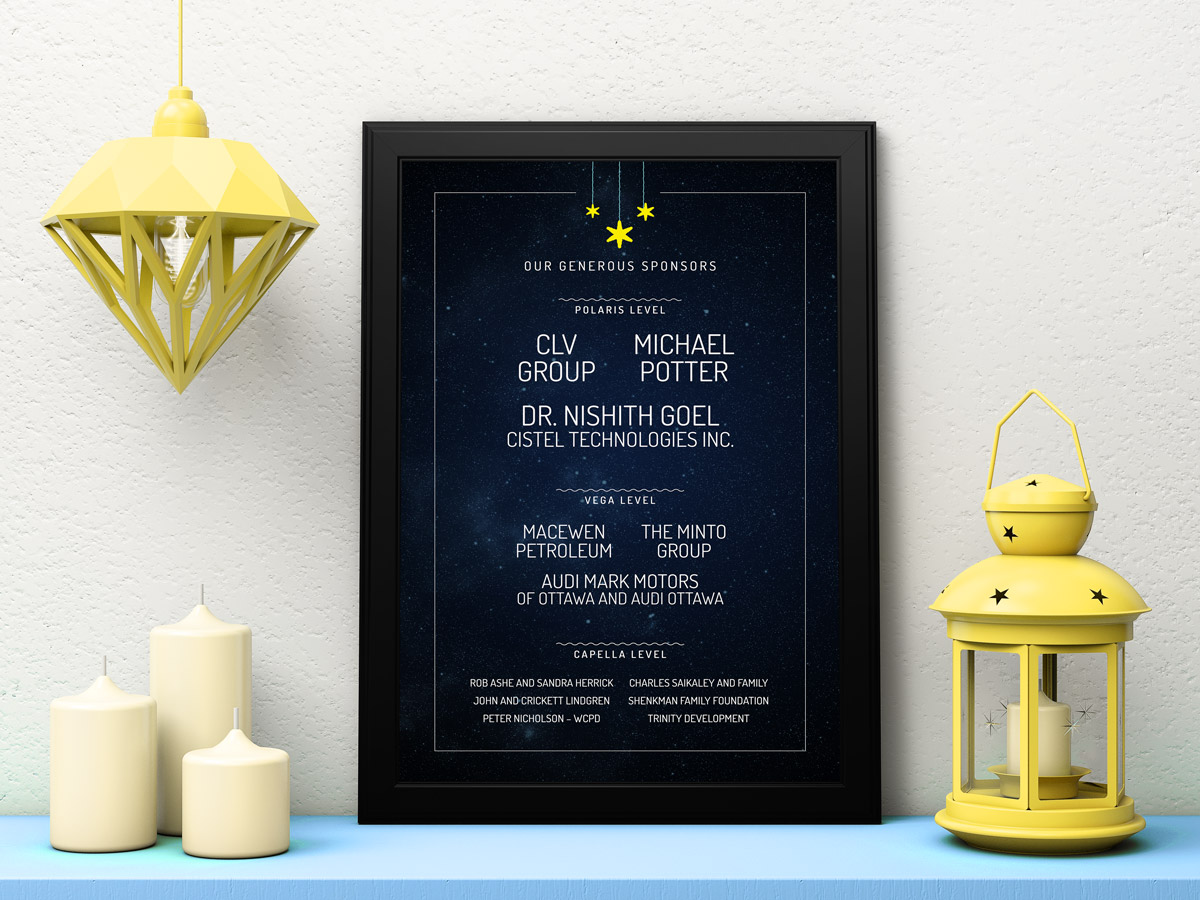 OUR GENEROUS SPONSORS
POLARIS LEVEL
CLV
GROUP
MICHAEL
POTTER
DR. NISHITH GOEL
CISTEL TECHNOLOGIES INC.
VEGA LEVEL
MACEWEN
PETROLEUM
THE MINTO
GROUP
AUDI MARK MOTORS
OF OTTAWA AND AUDI OTTAWA
CAPELLA LEVEL
ROB ASHE AND SANDRA HERRICK
JOHN AND CRICKETT LINDGREN
PETER NICHOLSON – WCPD
CHARLES SAIKALEY AND FAMILY
SHENKMAN FAMILY FOUNDATION
TRINITY DEVELOPMENT